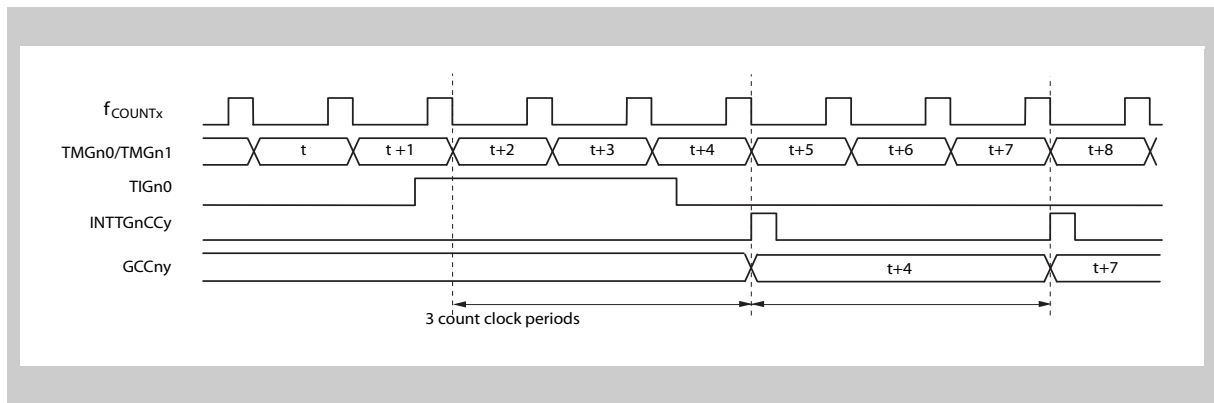 fCOUNTx
TMGn0/TMGn1 t t +1 t+2 t+3 t+4 t+5 t+6 t+7 t+8
TIGn0
INTTGnCCy
GCCny t+4 t+7
3 count clock periods